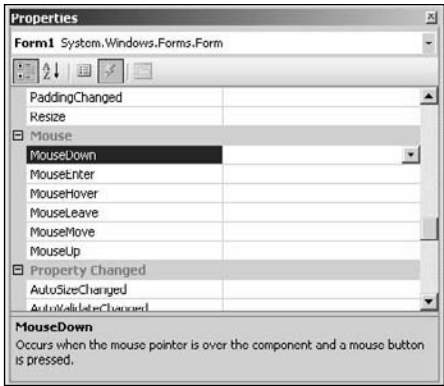 Properties
Form1 System.Windows.Forms.Form
PaddingChanged
Resize
Mouse
MouseDown
MouseEnter
MouseHover
MouseLeave
MouseMove
MouseUp
Property Changed
AutoSizeChanged
AutoValidateChanged
MouseDown
Occurs when the mouse pointer is over the component and a mouse button
is pressed.